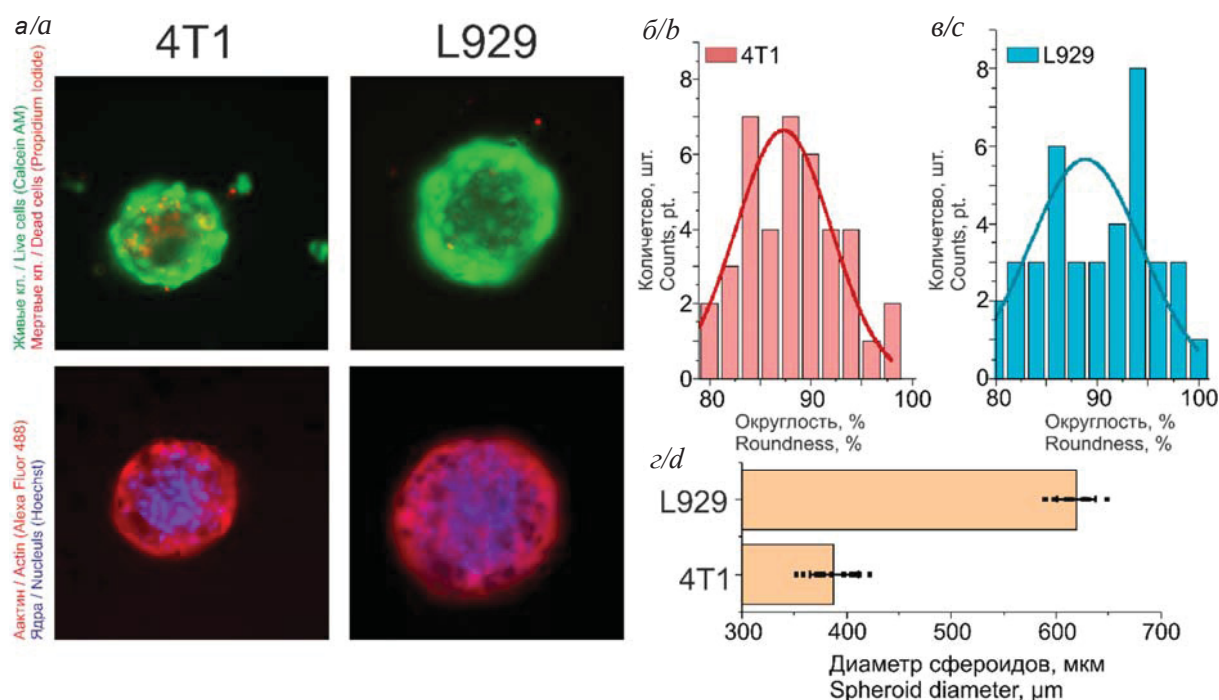 а/a
4T1
L929
Живые кл. / Live cells (Calcein AM)
Мертвые кл. / Dead cells (Propidium Iodide)
Аактин / Actin (Alexa Fluor 488)
Ядра / Nucleuls (Hoechst)
б/b
4T1
Количетсво, шт.
Counts, pt.
8
6
4
2
0
80
90
100
Округлость, %
Roundness, %
в/c
L929
Количетсво, шт.
Counts, pt.
8
6
4
2
0
80
90
100
Округлость, %
Roundness, %
г/d
L929
4T1
300
400
500
600
700
Диаметр сфероидов, мкм
Spheroid diameter, µm